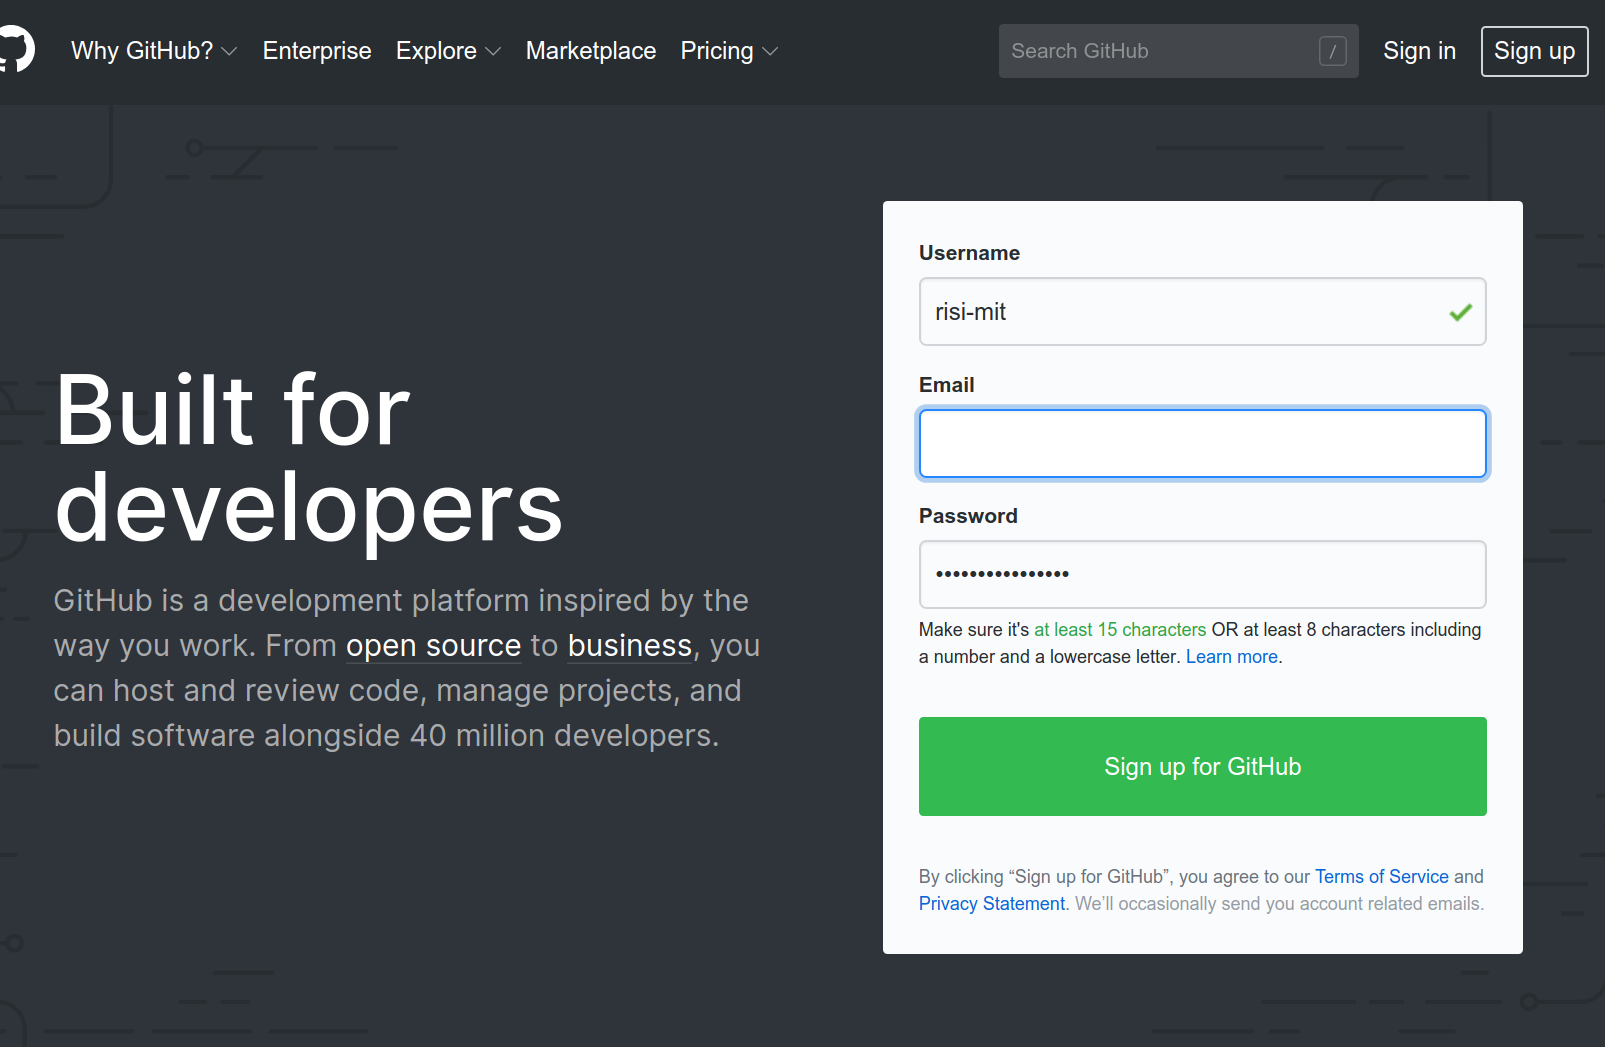 Why GitHub? Enterprise Explore Marketplace Pricing Search GitHub / Sign in Sign up
Built for
developers
GitHub is a development platform inspired by the
way you work. From open source to business, you
can host and review code, manage projects, and
build software alongside 40 million developers.
Username
risi-mit
Email
Password
••••••••••••••••
Make sure it's at least 15 characters OR at least 8 characters including
a number and a lowercase letter. Learn more.
Sign up for GitHub
By clicking “Sign up for GitHub”, you agree to our Terms of Service and
Privacy Statement. We’ll occasionally send you account related emails.